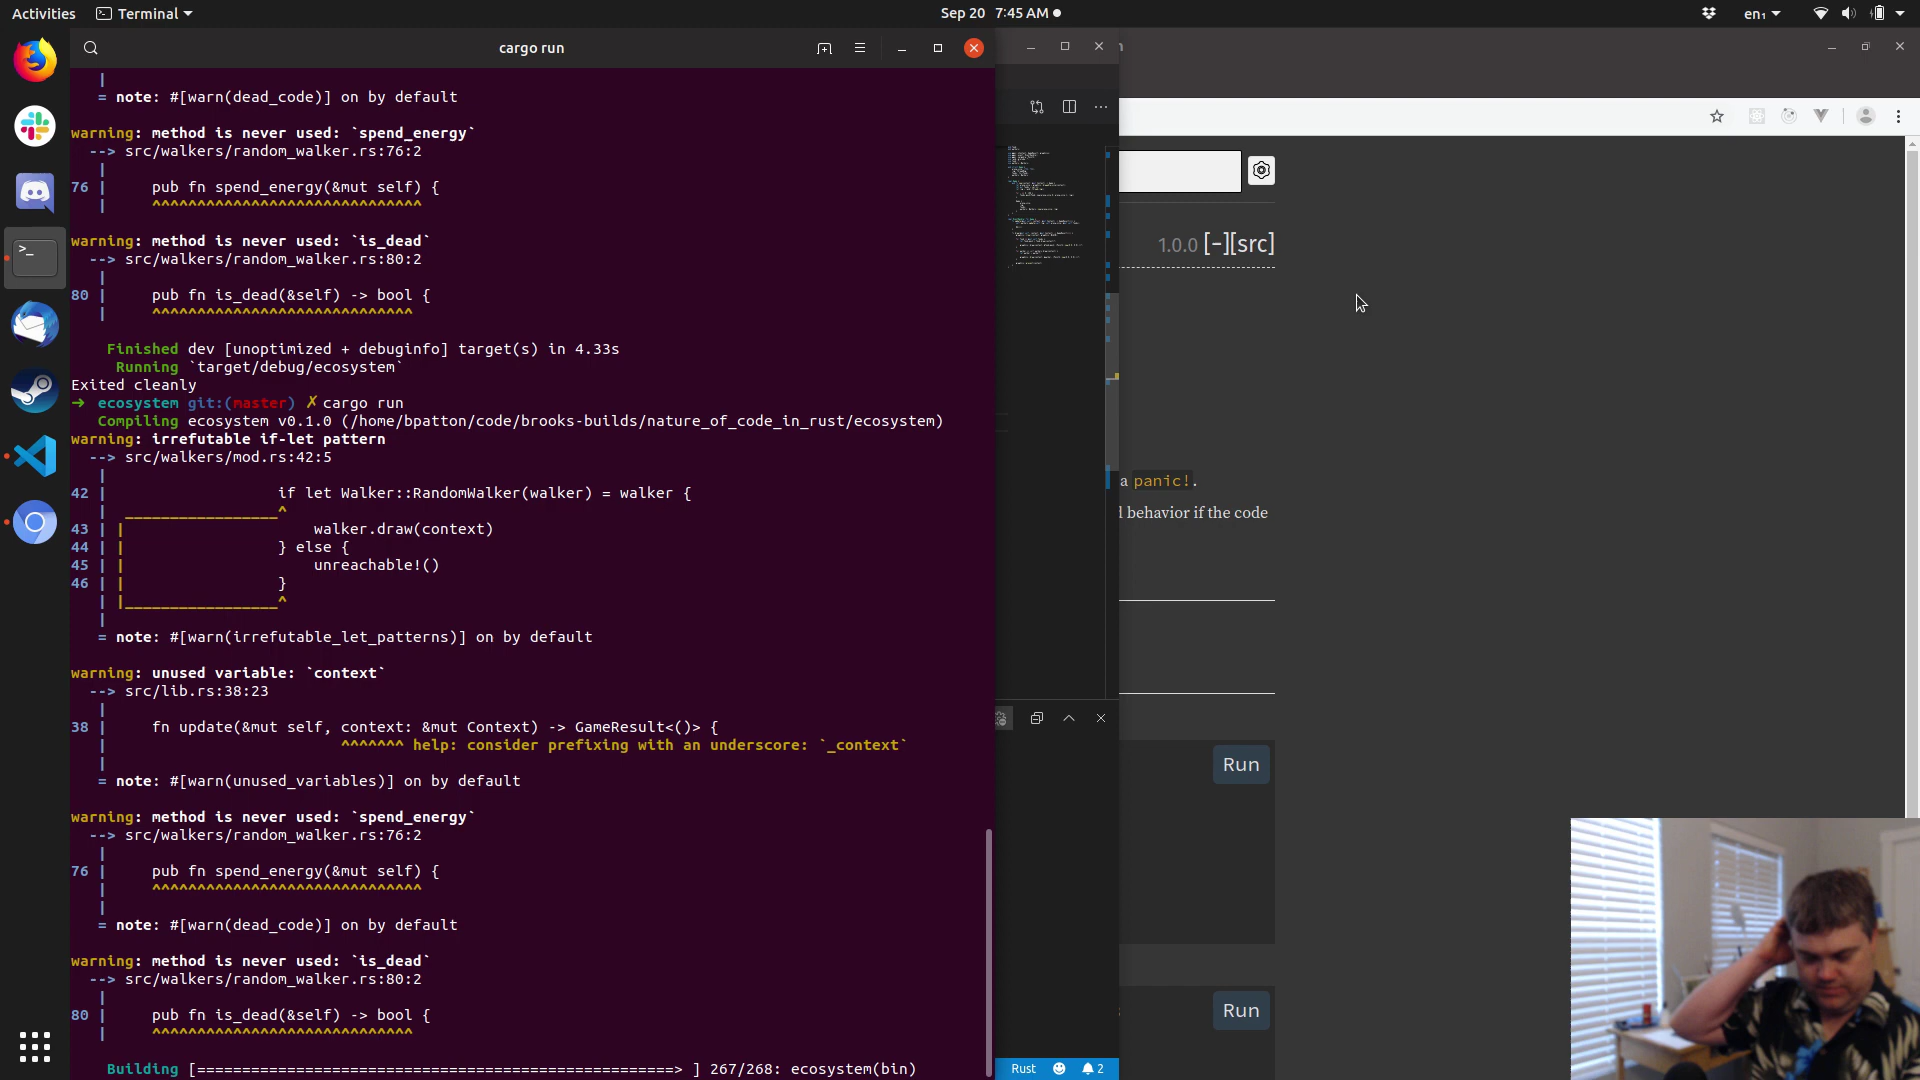 Activities
Terminal
Sep 20 7:45 AM
en₁
cargo run
|
= note: #[warn(dead_code)] on by default
warning: method is never used: `spend_energy`
--> src/walkers/random_walker.rs:76:2
|
76 | pub fn spend_energy(&mut self) {
| ^^^^^^^^^^^^^^^^^^^^^^^^^^^^^^
warning: method is never used: `is_dead`
--> src/walkers/random_walker.rs:80:2
|
80 | pub fn is_dead(&self) -> bool {
| ^^^^^^^^^^^^^^^^^^^^^^^^^^^^^
Finished dev [unoptimized + debuginfo] target(s) in 4.33s
Running `target/debug/ecosystem`
Exited cleanly
➜ ecosystem git:(master) ✗ cargo run
Compiling ecosystem v0.1.0 (/home/bpatton/code/brooks-builds/nature_of_code_in_rust/ecosystem)
warning: irrefutable if-let pattern
--> src/walkers/mod.rs:42:5
|
42 | if let Walker::RandomWalker(walker) = walker {
| _________________^
43 | | walker.draw(context)
44 | | } else {
45 | | unreachable!()
46 | | }
| |_________________^
|
= note: #[warn(irrefutable_let_patterns)] on by default
warning: unused variable: `context`
--> src/lib.rs:38:23
|
38 | fn update(&mut self, context: &mut Context) -> GameResult<()> {
| ^^^^^^^ help: consider prefixing with an underscore: `_context`
|
= note: #[warn(unused_variables)] on by default
warning: method is never used: `spend_energy`
--> src/walkers/random_walker.rs:76:2
|
76 | pub fn spend_energy(&mut self) {
| ^^^^^^^^^^^^^^^^^^^^^^^^^^^^^^
|
= note: #[warn(dead_code)] on by default
warning: method is never used: `is_dead`
--> src/walkers/random_walker.rs:80:2
|
80 | pub fn is_dead(&self) -> bool {
| ^^^^^^^^^^^^^^^^^^^^^^^^^^^^^
Building [=====================================================> ] 267/268: ecosystem(bin)
Rust
2
1.0.0 [-][src]
a panic!.
behavior if the code
Run
Run